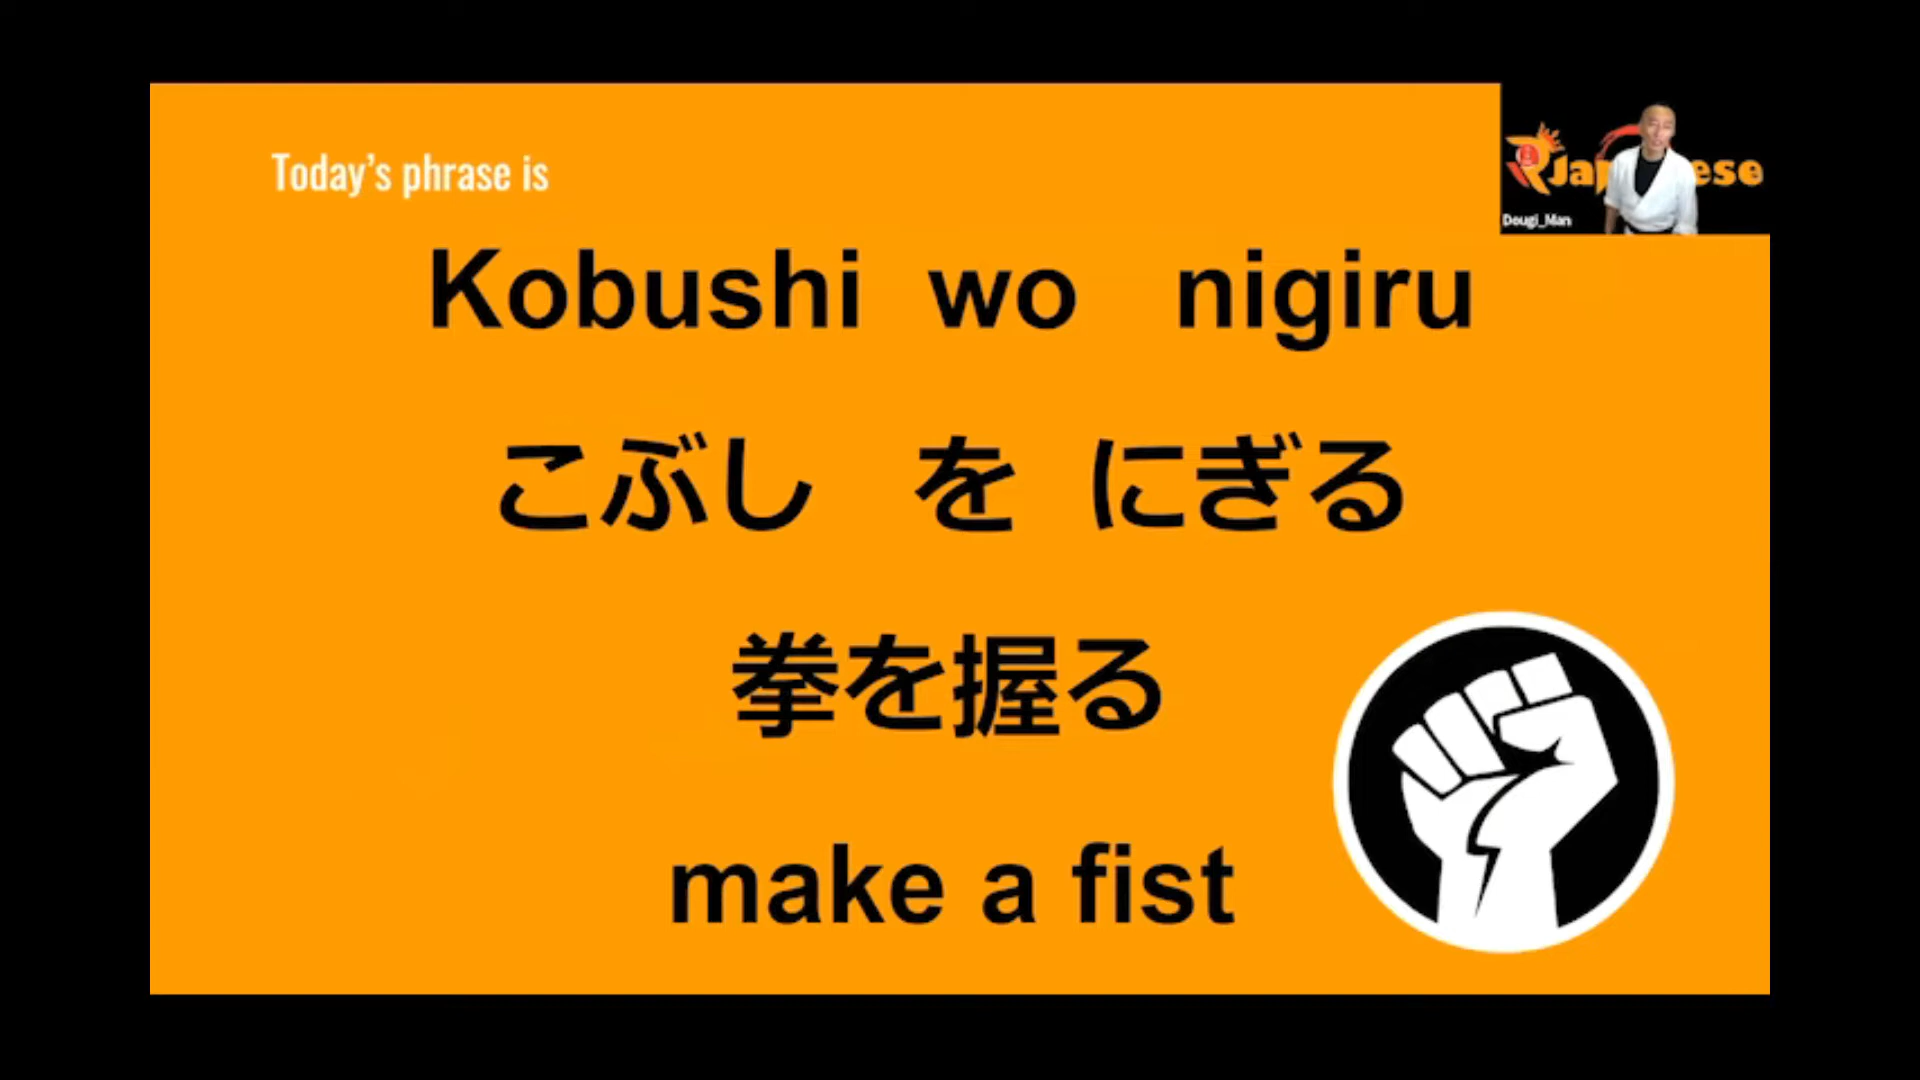 Today's phrase is
Kobushi wo nigiru
こぶし を にぎる
拳を握る
make a fist
Dougi_Man